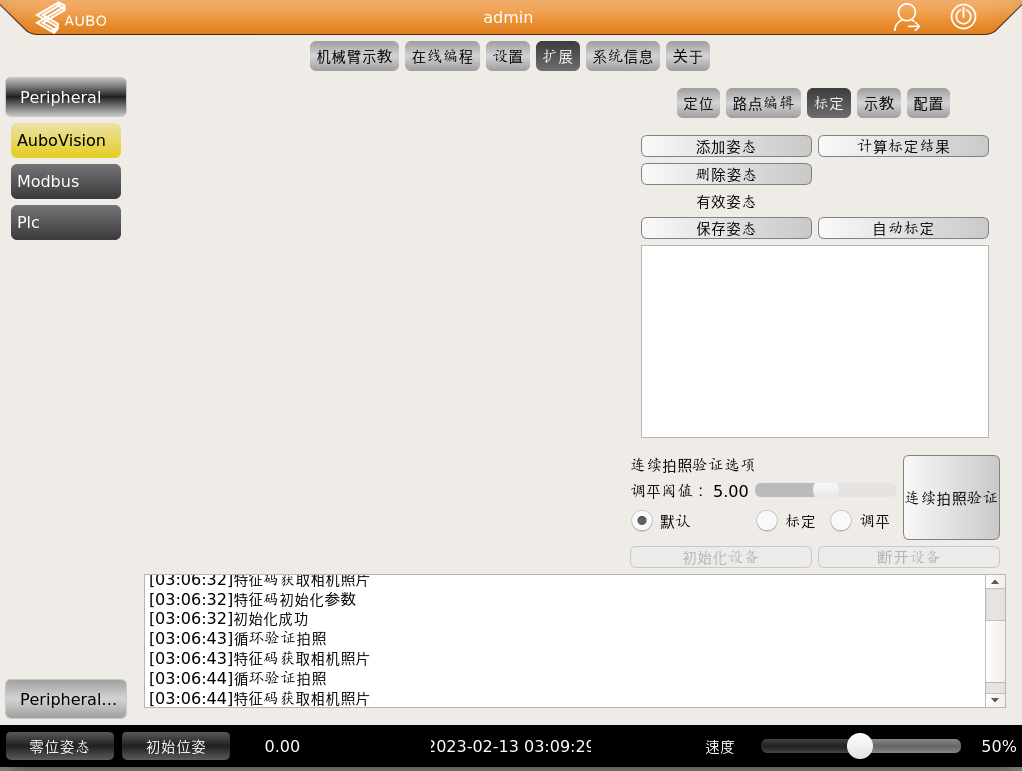 AUBO
admin
机械臂示教 在线编程 设置 扩展 系统信息 关于
Peripheral
AuboVision
Modbus
Plc
定位 路点编辑 标定 示教 配置
添加姿态 计算标定结果
删除姿态
有效姿态
保存姿态 自动标定
连续拍照验证选项
调平阈值： 5.00
连续拍照验证
默认 标定 调平
初始化设备 断开设备
[03:06:32]特征码获取相机照片
[03:06:32]特征码初始化参数
[03:06:32]初始化成功
[03:06:43]循环验证拍照
[03:06:43]特征码获取相机照片
[03:06:44]循环验证拍照
[03:06:44]特征码获取相机照片
Peripheral...
零位姿态 初始位姿 0.00 2023-02-13 03:09:29 速度 50%